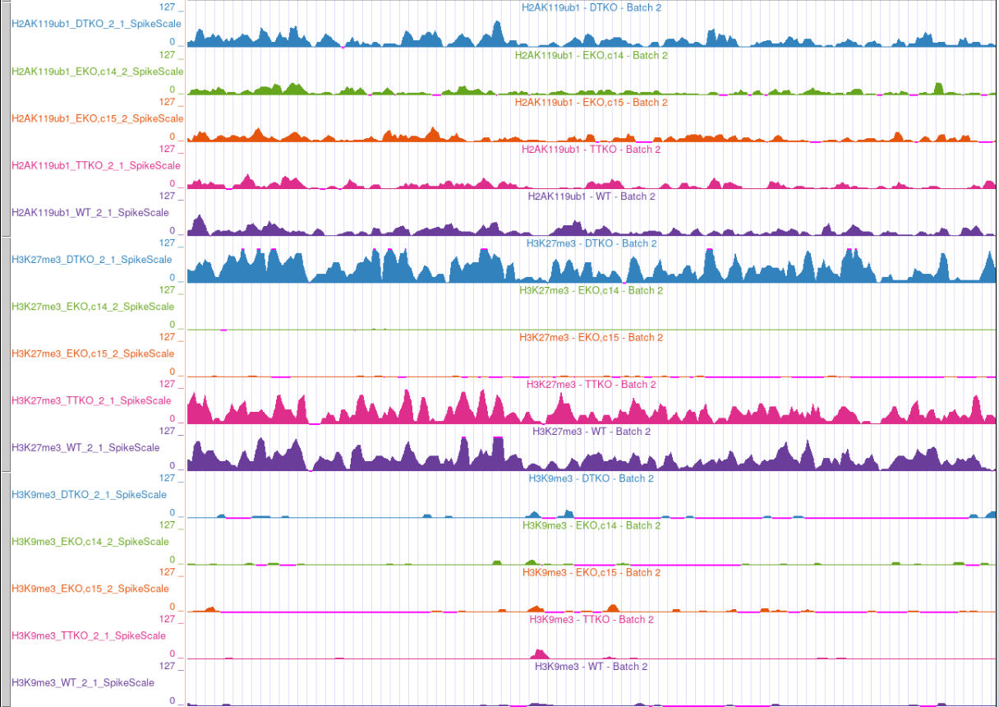 127 _
H2AK119ub1 - DTKO - Batch 2
H2AK119ub1_DTKO_2_1_SpikeScale
0 _
127 _
H2AK119ub1 - EKO,c14 - Batch 2
H2AK119ub1_EKO,c14_2_SpikeScale
0 _
127 _
H2AK119ub1 - EKO,c15 - Batch 2
H2AK119ub1_EKO,c15_2_SpikeScale
0 _
127 _
H2AK119ub1 - TTKO - Batch 2
H2AK119ub1_TTKO_2_1_SpikeScale
0 _
127 _
H2AK119ub1 - WT - Batch 2
H2AK119ub1_WT_2_1_SpikeScale
0 _
127 _
H3K27me3 - DTKO - Batch 2
H3K27me3_DTKO_2_1_SpikeScale
0 _
127 _
H3K27me3 - EKO,c14 - Batch 2
H3K27me3_EKO,c14_2_SpikeScale
0 _
127 _
H3K27me3 - EKO,c15 - Batch 2
H3K27me3_EKO,c15_2_SpikeScale
0 _
127 _
H3K27me3 - TTKO - Batch 2
H3K27me3_TTKO_2_1_SpikeScale
0 _
127 _
H3K27me3 - WT - Batch 2
H3K27me3_WT_2_1_SpikeScale
0 _
127 _
H3K9me3 - DTKO - Batch 2
H3K9me3_DTKO_2_1_SpikeScale
0 _
127 _
H3K9me3 - EKO,c14 - Batch 2
H3K9me3_EKO,c14_2_SpikeScale
0 _
127 _
H3K9me3 - EKO,c15 - Batch 2
H3K9me3_EKO,c15_2_SpikeScale
0 _
127 _
H3K9me3 - TTKO - Batch 2
H3K9me3_TTKO_2_1_SpikeScale
0 _
127 _
H3K9me3 - WT - Batch 2
H3K9me3_WT_2_1_SpikeScale
0 _